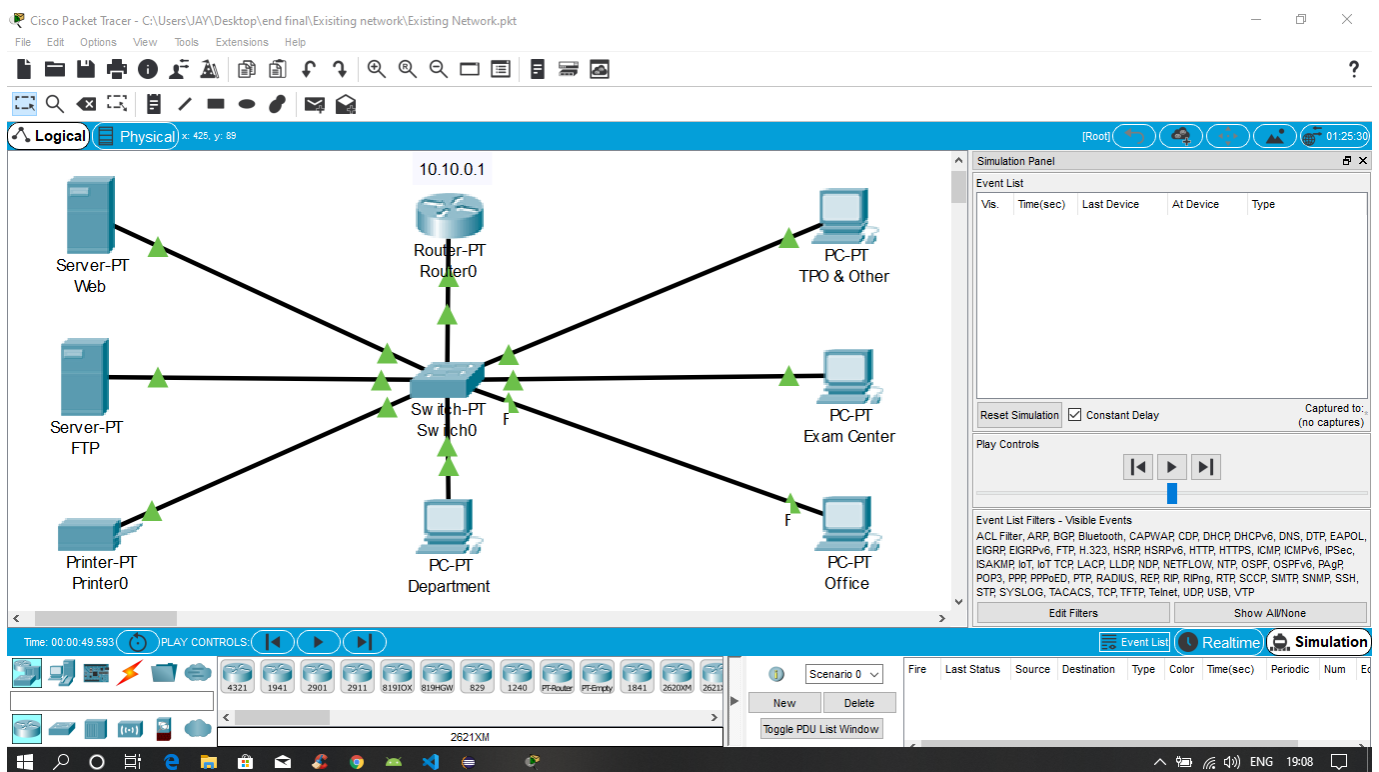 Cisco Packet Tracer - C:\Users\JAY\Desktop\end final\Exisiting network\Existing Network.pkt
File Edit Options View Tools Extensions Help
?
Logical Physical x: 425, y: 89 [Root] 01:25:30
10.10.0.1
Router-PT
Router0
Server-PT
Web
PC-PT
TPO & Other
Server-PT
FTP
Switch-PT
Switch0
F
PC-PT
Exam Center
F
Printer-PT
Printer0
PC-PT
Department
PC-PT
Office
Simulation Panel
Event List
Vis. Time(sec) Last Device At Device Type
Reset Simulation Constant Delay Captured to:
(no captures)
Play Controls
Event List Filters - Visible Events
ACL Filter, ARP, BGP, Bluetooth, CAPWAP, CDP, DHCP, DHCPv6, DNS, DTP, EAPOL,
EIGRP, EIGRPv6, FTP, H.323, HSRP, HSRPv6, HTTP, HTTPS, ICMP, ICMPv6, IPSec,
ISAKMP, IoT, IoT TCP, LACP, LLDP, NDP, NETFLOW, NTP, OSPF, OSPFv6, PAgP,
POP3, PPP, PPPoED, PTP, RADIUS, REP, RIP, RIPng, RTP, SCCP, SMTP, SNMP, SSH,
STP, SYSLOG, TACACS, TCP, TFTP, Telnet, UDP, USB, VTP
Edit Filters Show All/None
Time: 00:00:49.593 PLAY CONTROLS: Event List Realtime Simulation
4321 1941 2901 2911 819IOX 819HGW 829 1240 PT-Router PT-Empty 1841 2620XM
2621XM
Scenario 0
New Delete
Toggle PDU List Window
Fire Last Status Source Destination Type Color Time(sec) Periodic Num
ENG 19:08